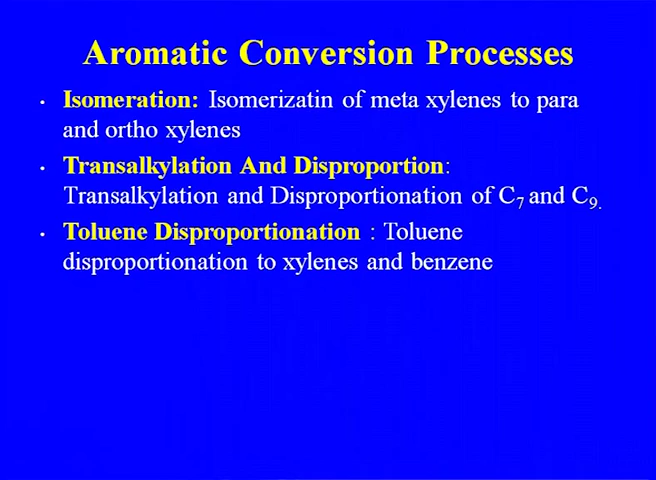 Aromatic Conversion Processes
• Isomeration: Isomerizatin of meta xylenes to para
and ortho xylenes
• Transalkylation And Disproportion:
Transalkylation and Disproportionation of C7 and C9.
• Toluene Disproportionation : Toluene
disproportionation to xylenes and benzene